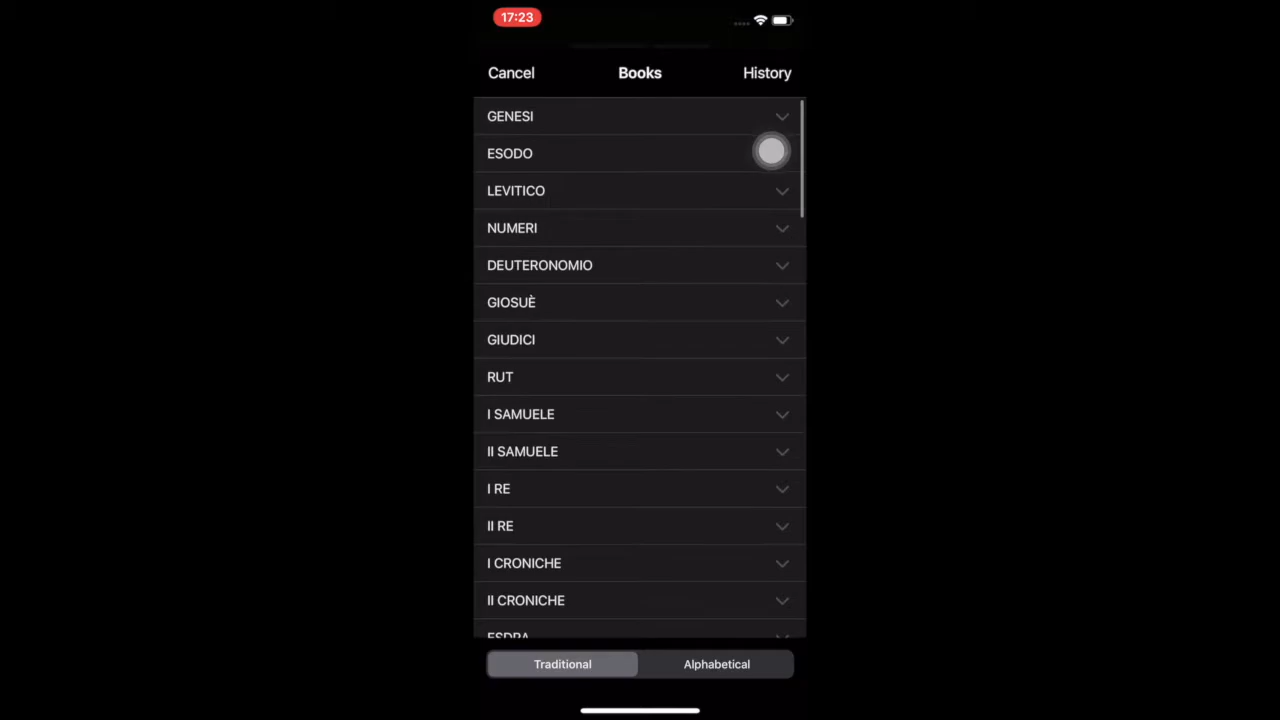 17:23
Cancel Books History
GENESI
ESODO
LEVITICO
NUMERI
DEUTERONOMIO
GIOSUÈ
GIUDICI
RUT
I SAMUELE
II SAMUELE
I RE
II RE
I CRONICHE
II CRONICHE
ESDRA
Traditional Alphabetical